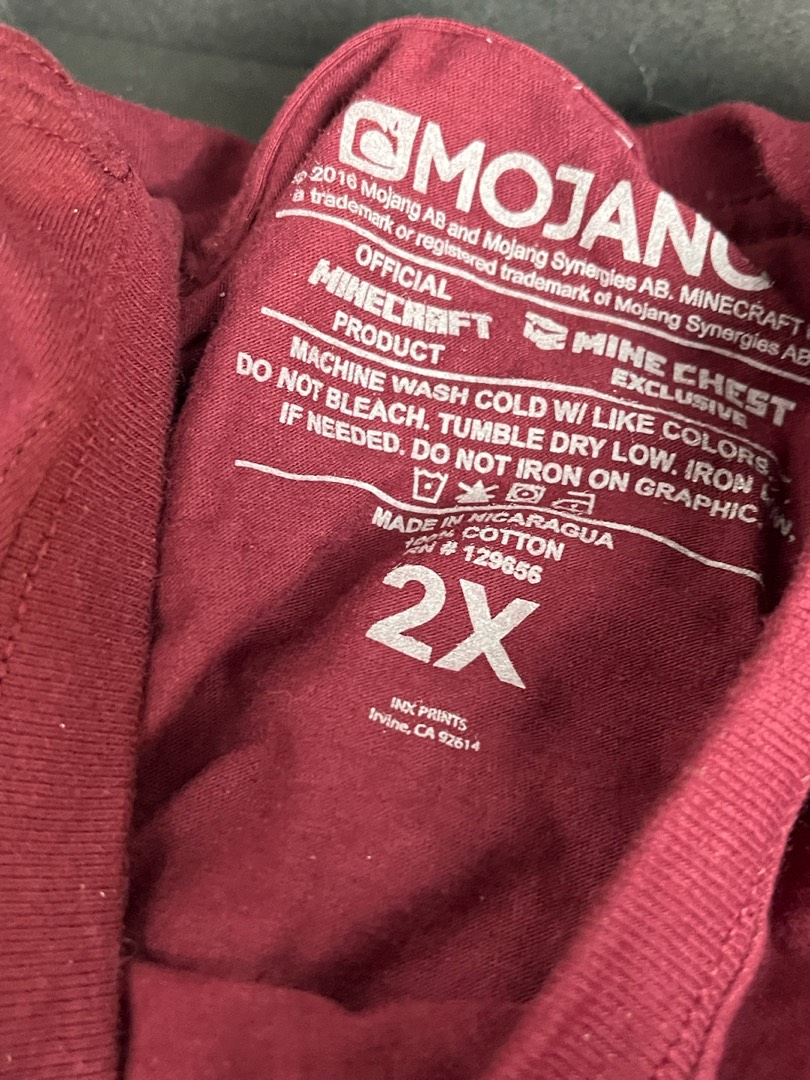 MOJANG
© 2016 Mojang AB and Mojang Synergies AB. MINECRAFT
a trademark or registered trademark of Mojang Synergies AB
OFFICIAL
MINECRAFT
PRODUCT
MINE CHEST
EXCLUSIVE
MACHINE WASH COLD W/ LIKE COLORS
DO NOT BLEACH. TUMBLE DRY LOW. IRON
IF NEEDED. DO NOT IRON ON GRAPHIC.
MADE IN NICARAGUA
100% COTTON
RN # 129656
2X
INX PRINTS
Irvine, CA 92614